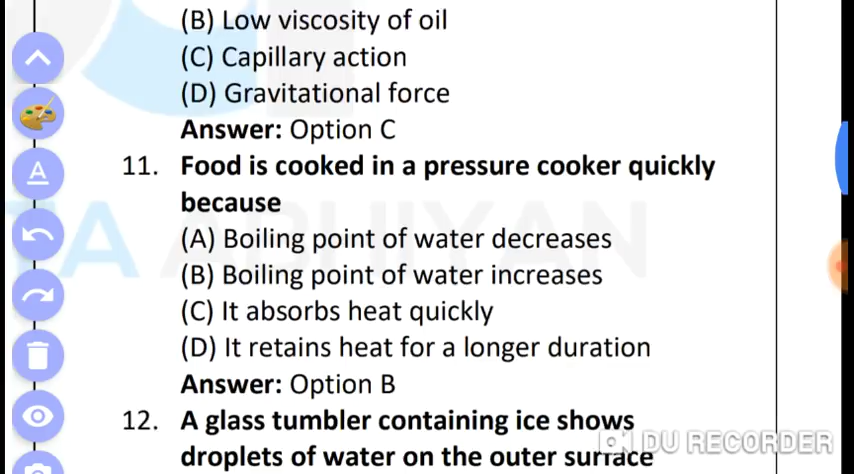 (B) Low viscosity of oil
(C) Capillary action
(D) Gravitational force
Answer: Option C
11. Food is cooked in a pressure cooker quickly
because
(A) Boiling point of water decreases
(B) Boiling point of water increases
(C) It absorbs heat quickly
(D) It retains heat for a longer duration
Answer: Option B
12. A glass tumbler containing ice shows
droplets of water on the outer surface
DU RECORDER